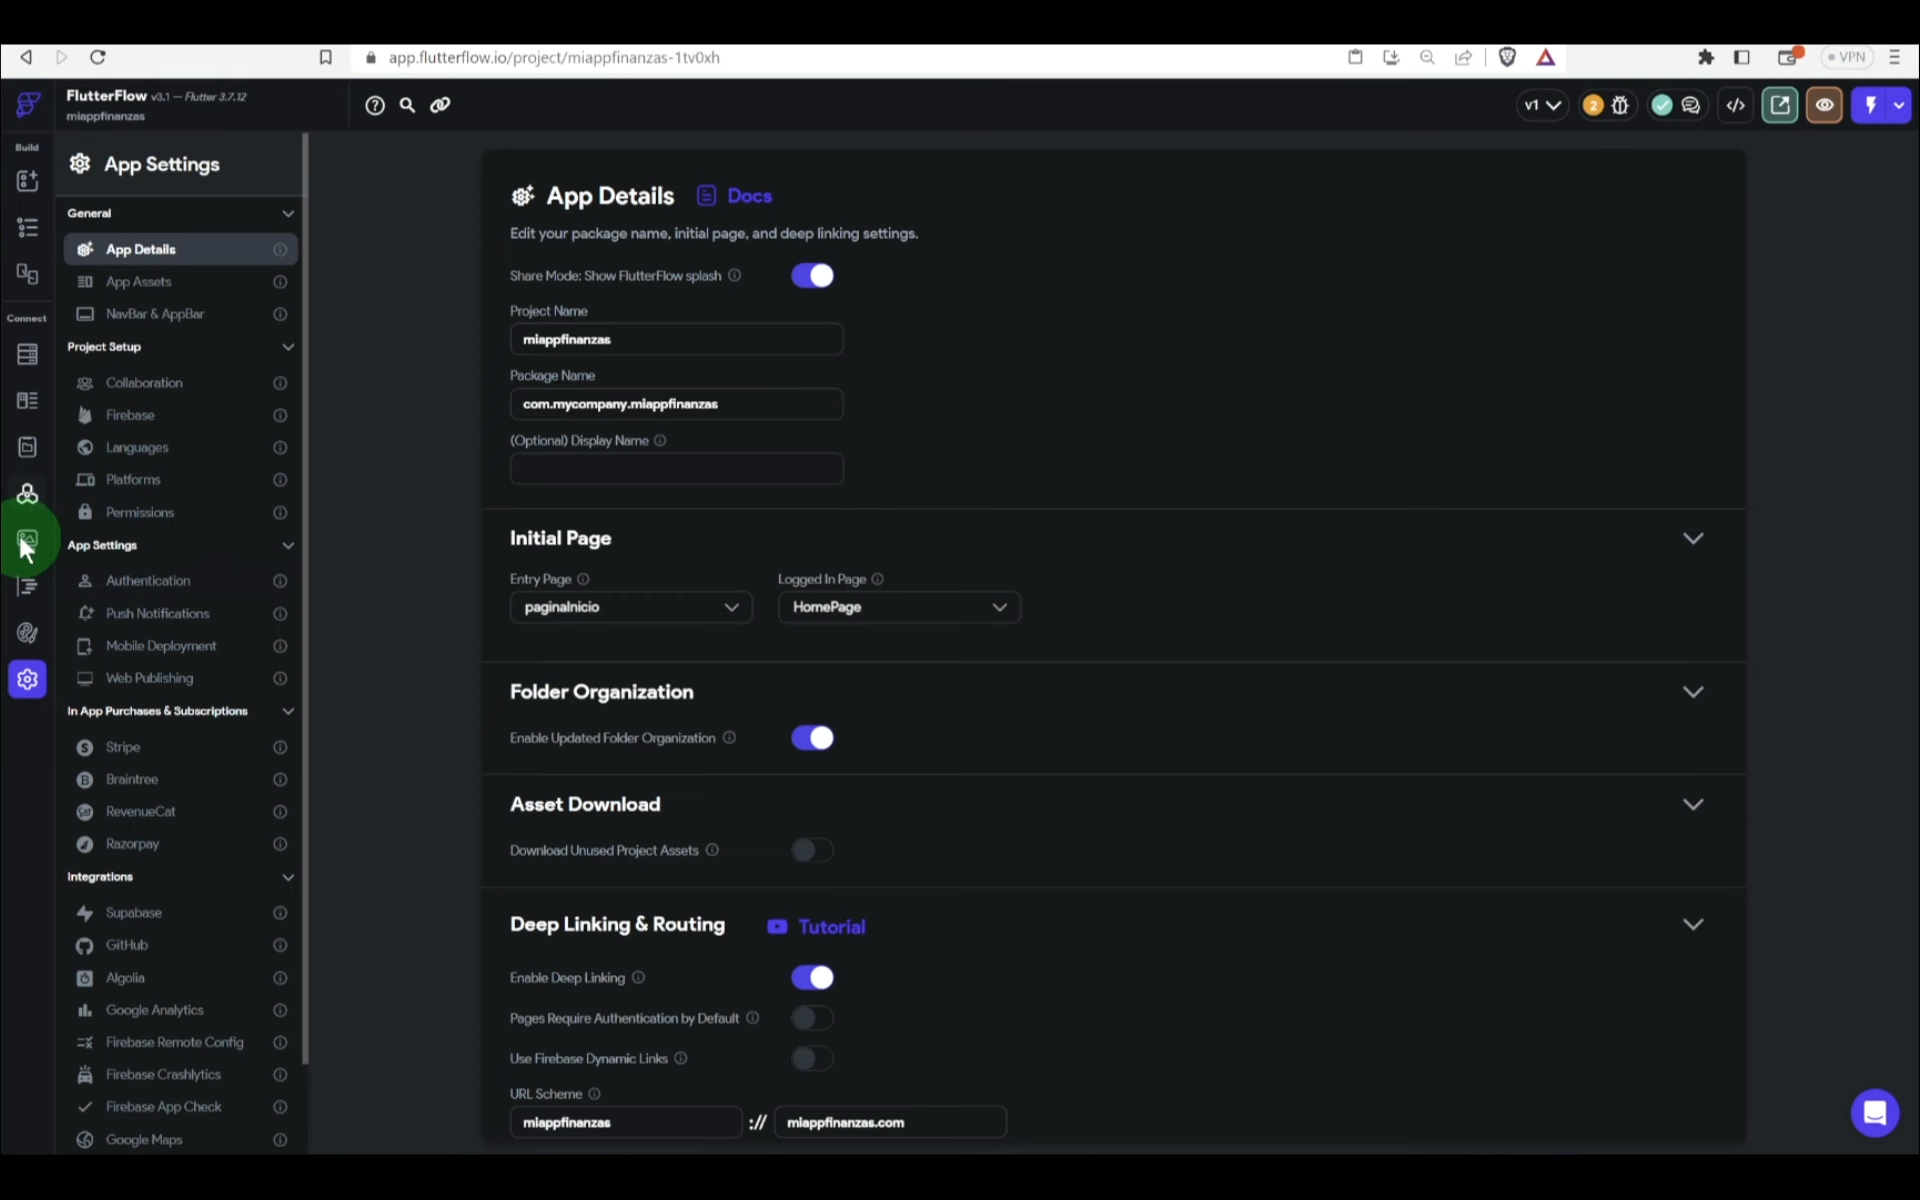 app.flutterflow.io/project/miappfinanzas-1tv0xh
VPN
FlutterFlow v3.1 — Flutter 3.7.12
miappfinanzas
v1
2
Build
Connect
App Settings
General
App Details
App Assets
NavBar & AppBar
Project Setup
Collaboration
Firebase
Languages
Platforms
Permissions
App Settings
Authentication
Push Notifications
Mobile Deployment
Web Publishing
In App Purchases & Subscriptions
Stripe
Braintree
RevenueCat
Razorpay
Integrations
Supabase
GitHub
Algolia
Google Analytics
Firebase Remote Config
Firebase Crashlytics
Firebase App Check
Google Maps
App Details
Docs
Edit your package name, initial page, and deep linking settings.
Share Mode: Show FlutterFlow splash
Project Name
miappfinanzas
Package Name
com.mycompany.miappfinanzas
(Optional) Display Name
Initial Page
Entry Page
Logged In Page
paginaInicio
HomePage
Folder Organization
Enable Updated Folder Organization
Asset Download
Download Unused Project Assets
Deep Linking & Routing
Tutorial
Enable Deep Linking
Pages Require Authentication by Default
Use Firebase Dynamic Links
URL Scheme
miappfinanzas :// miappfinanzas.com